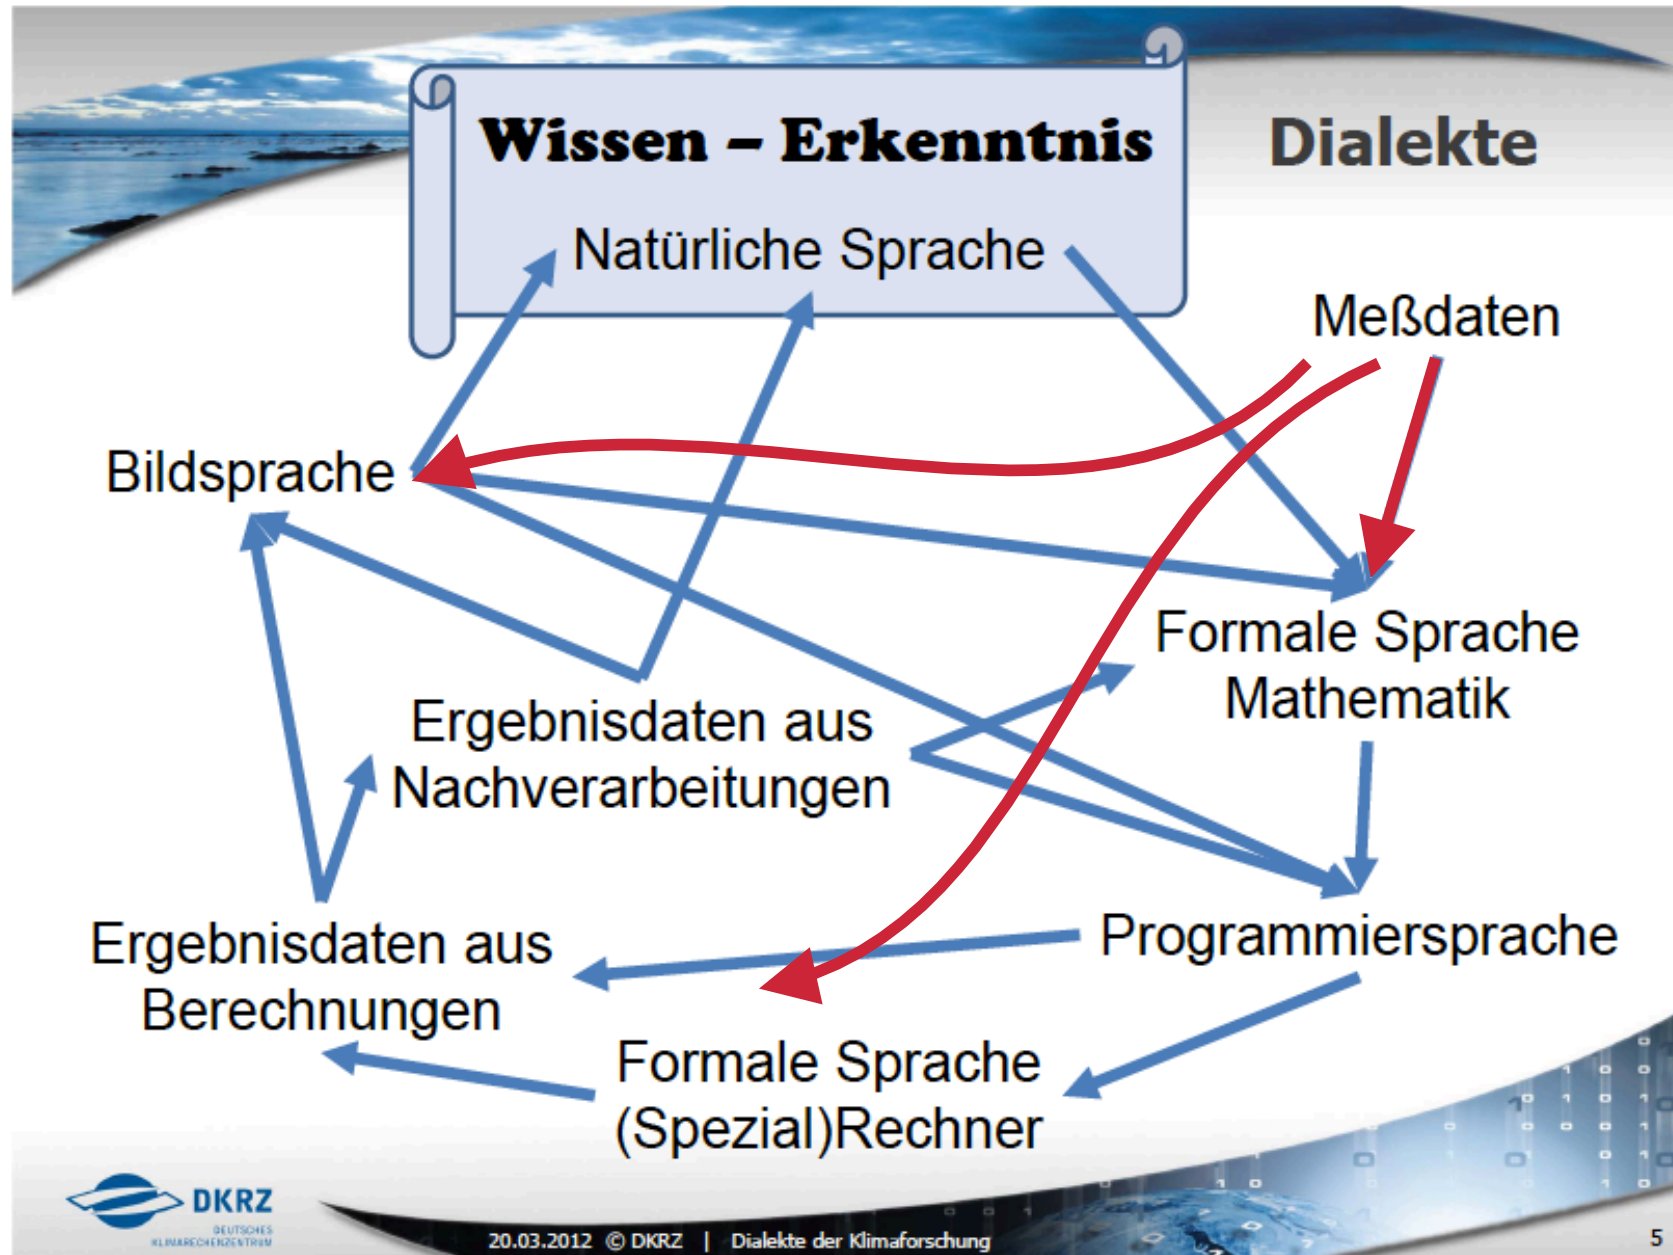 Wissen – Erkenntnis
Dialekte
Natürliche Sprache
Meßdaten
Bildsprache
Formale Sprache
Mathematik
Ergebnisdaten aus
Nachverarbeitungen
Programmiersprache
Ergebnisdaten aus
Berechnungen
Formale Sprache
(Spezial)Rechner
DKRZ
DEUTSCHES
KLIMARECHENZENTRUM
20.03.2012 © DKRZ | Dialekte der Klimaforschung
5